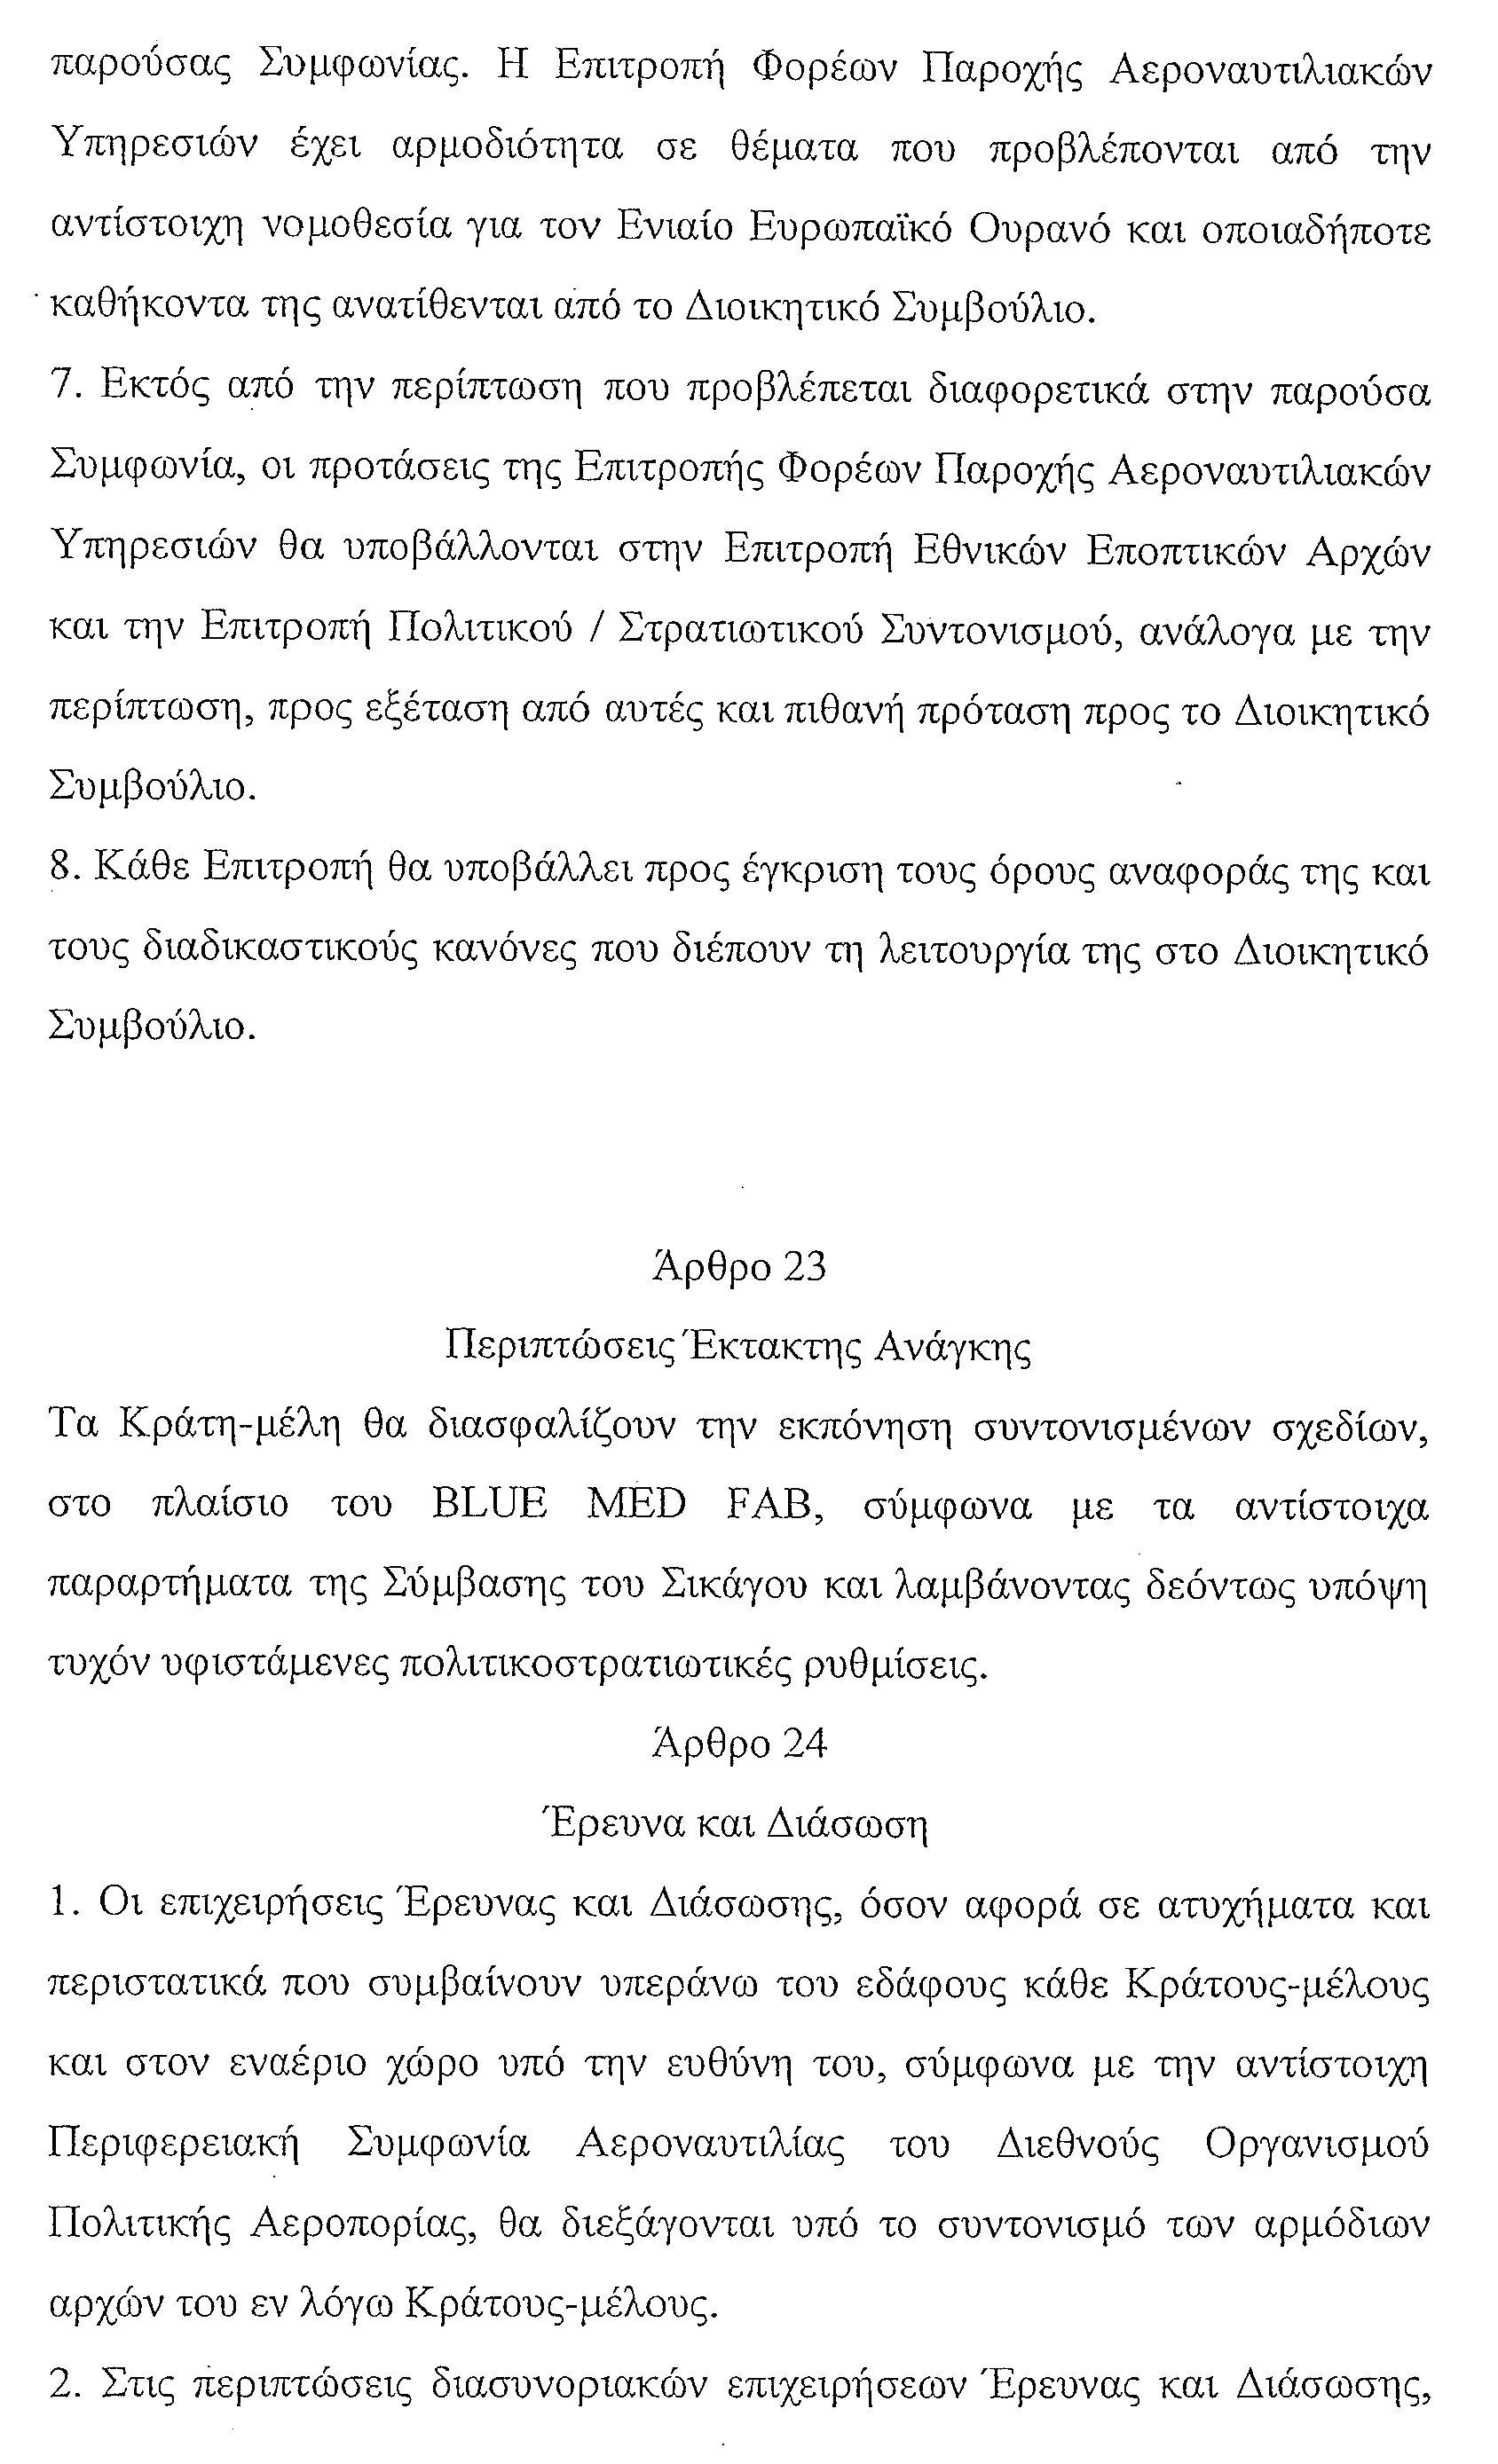 παρούσας Συμφωνίας. Η Επιτροπή Φορέων Παροχής Αεροναυτιλιακών
Υπηρεσιών έχει αρμοδιότητα σε θέματα που προβλέπονται από την
αντίστοιχη νομοθεσία για τον Ενιαίο Ευρωπαϊκό Ουρανό και οποιαδήποτε
καθήκοντα της ανατίθενται από το Διοικητικό Συμβούλιο.
7. Εκτός από την περίπτωση που προβλέπεται διαφορετικά στην παρούσα
Συμφωνία, οι προτάσεις της Επιτροπής Φορέων Παροχής Αεροναυτιλιακών
Υπηρεσιών θα υποβάλλονται στην Επιτροπή Εθνικών Εποπτικών Αρχών
και την Επιτροπή Πολιτικού / Στρατιωτικού Συντονισμού, ανάλογα με την
περίπτωση, προς εξέταση από αυτές και πιθανή πρόταση προς το Διοικητικό
Συμβούλιο.
8. Κάθε Επιτροπή θα υποβάλλει προς έγκριση τους όρους αναφοράς της και
τους διαδικαστικούς κανόνες που διέπουν τη λειτουργία της στο Διοικητικό
Συμβούλιο.
Άρθρο 23
Περιπτώσεις Έκτακτης Ανάγκης
Τα Κράτη-μέλη θα διασφαλίζουν την εκπόνηση συντονισμένων σχεδίων,
στο πλαίσιο του BLUE MED FAB, σύμφωνα με τα αντίστοιχα
παραρτήματα της Σύμβασης του Σικάγου και λαμβάνοντας δεόντως υπόψη
τυχόν υφιστάμενες πολιτικοστρατιωτικές ρυθμίσεις.
Άρθρο 24
Έρευνα και Διάσωση
1. Οι επιχειρήσεις Έρευνας και Διάσωσης, όσον αφορά σε ατυχήματα και
περιστατικά που συμβαίνουν υπεράνω του εδάφους κάθε Κράτους-μέλους
και στον εναέριο χώρο υπό την ευθύνη του, σύμφωνα με την αντίστοιχη
Περιφερειακή Συμφωνία Αεροναυτιλίας του Διεθνούς Οργανισμού
Πολιτικής Αεροπορίας, θα διεξάγονται υπό το συντονισμό των αρμόδιων
αρχών του εν λόγω Κράτους-μέλους.
2. Στις περιπτώσεις διασυνοριακών επιχειρήσεων Έρευνας και Διάσωσης,